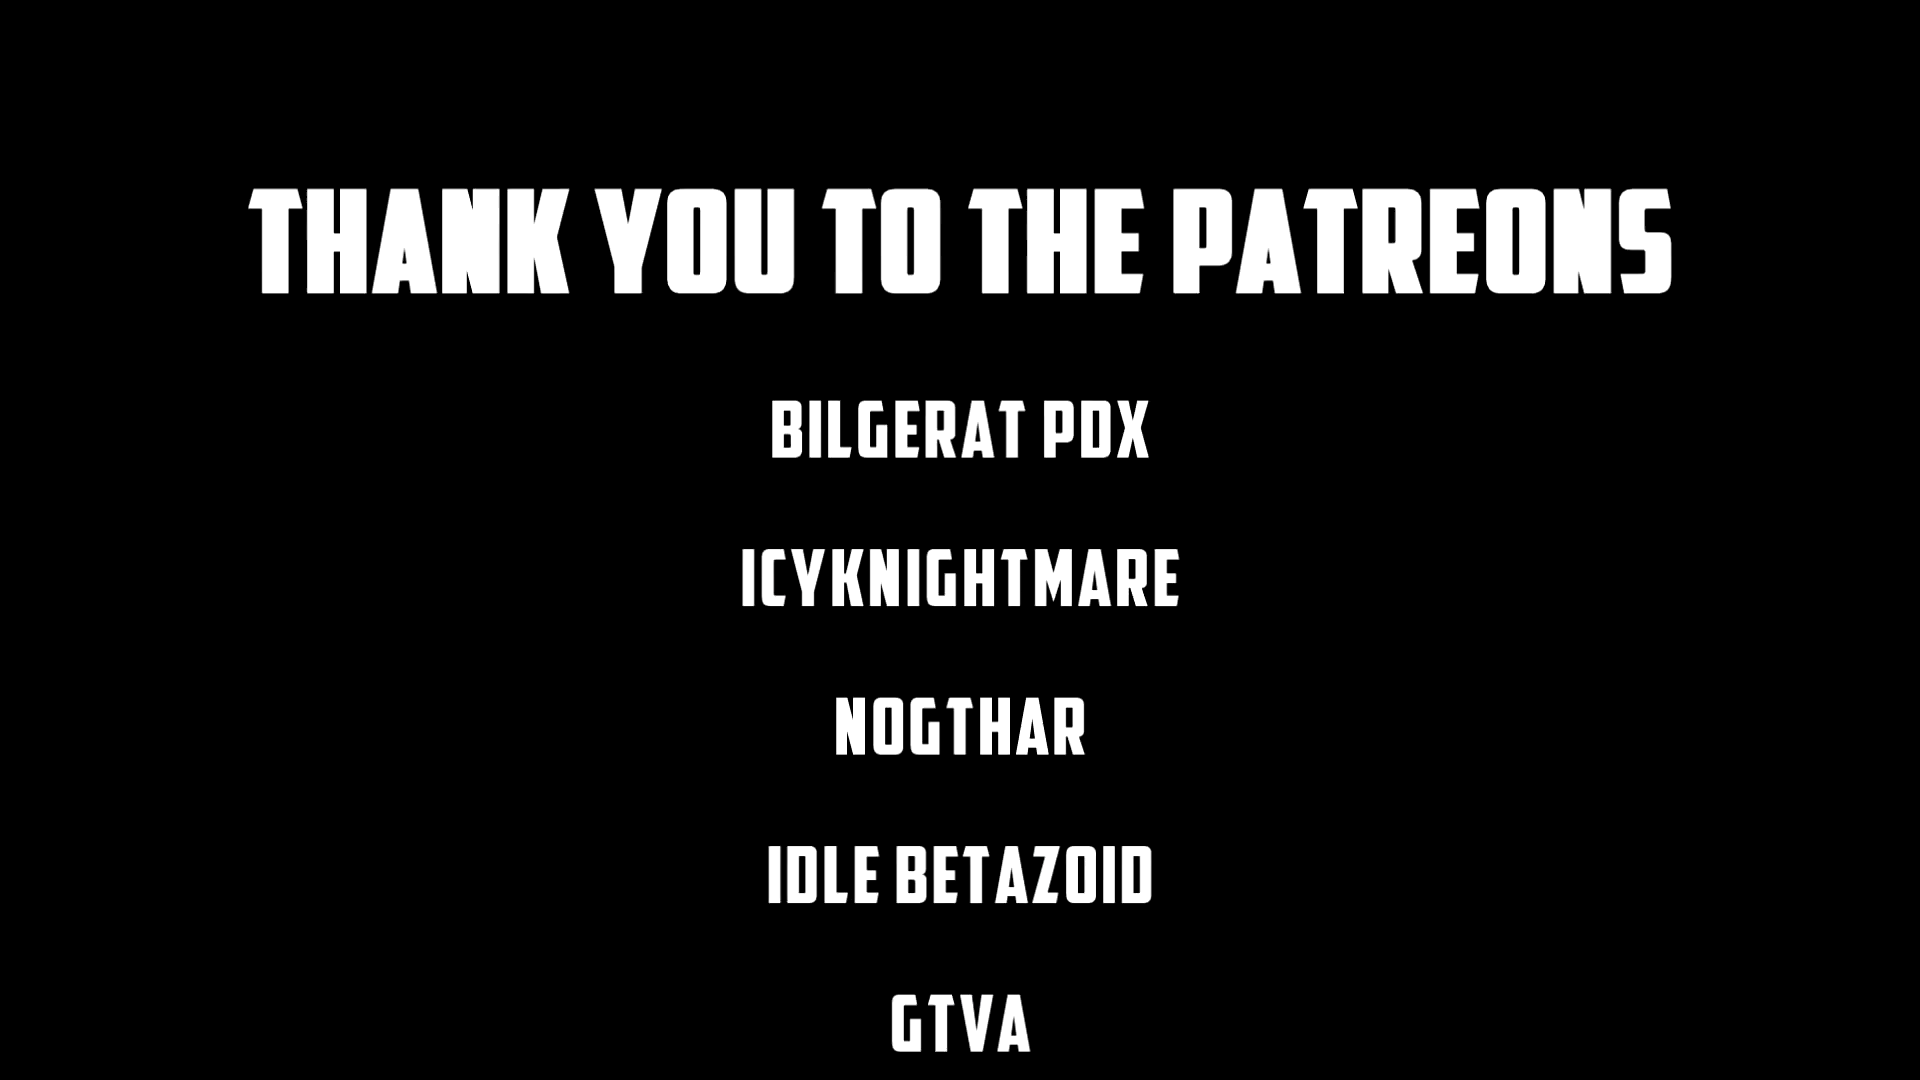 THANK YOU TO THE PATREONS
BILGERAT PDX
ICYKNIGHTMARE
NOGTHAR
IDLE BETAZOID
GTVA